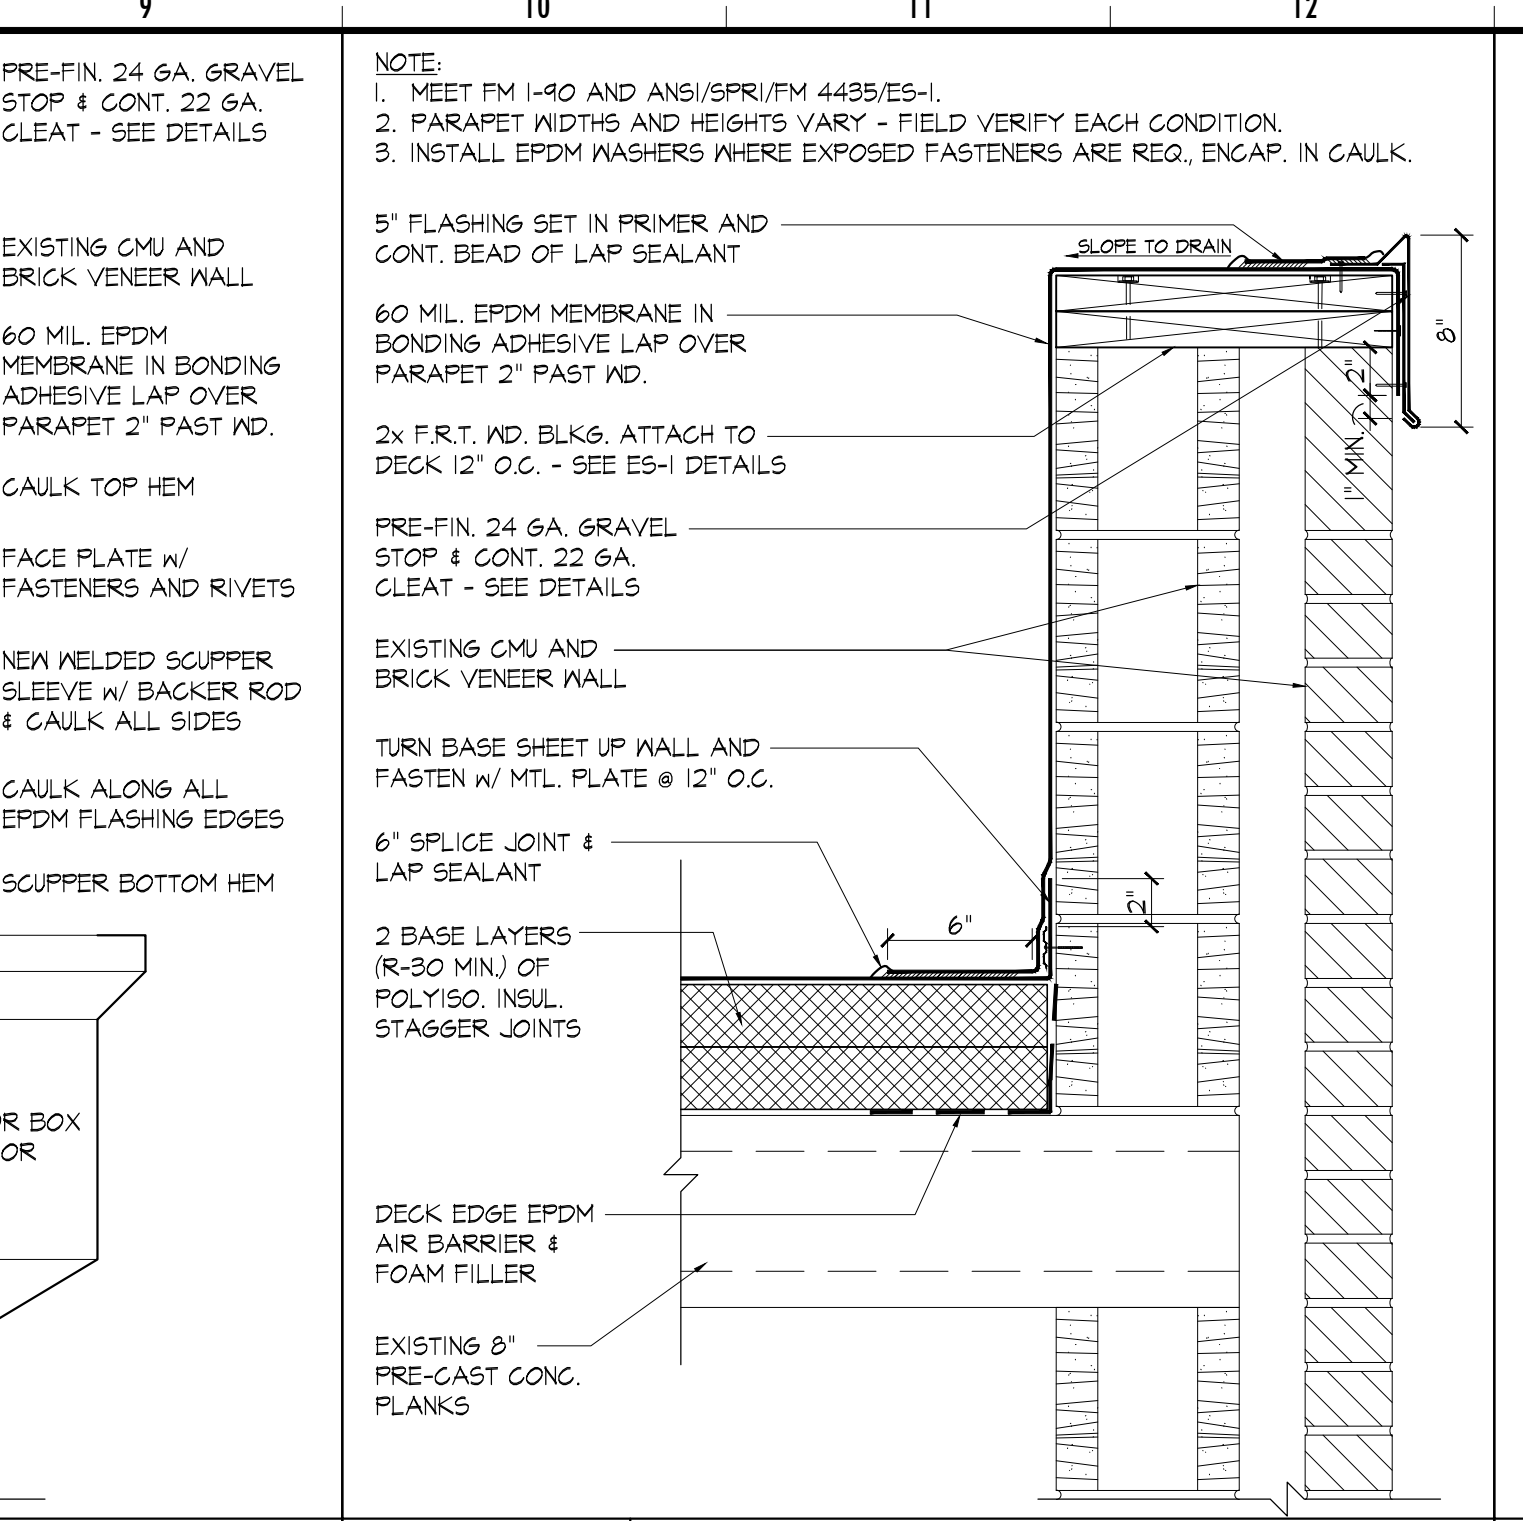 9
10
11
12
PRE-FIN. 24 GA. GRAVEL
STOP & CONT. 22 GA.
CLEAT - SEE DETAILS
EXISTING CMU AND
BRICK VENEER WALL
60 MIL. EPDM
MEMBRANE IN BONDING
ADHESIVE LAP OVER
PARAPET 2" PAST WD.
CAULK TOP HEM
FACE PLATE w/
FASTENERS AND RIVETS
NEW WELDED SCUPPER
SLEEVE w/ BACKER ROD
& CAULK ALL SIDES
CAULK ALONG ALL
EPDM FLASHING EDGES
SCUPPER BOTTOM HEM
OR BOX
OR
NOTE:
1. MEET FM 1-90 AND ANSI/SPRI/FM 4435/ES-1.
2. PARAPET WIDTHS AND HEIGHTS VARY - FIELD VERIFY EACH CONDITION.
3. INSTALL EPDM WASHERS WHERE EXPOSED FASTENERS ARE REQ., ENCAP. IN CAULK.
5" FLASHING SET IN PRIMER AND
CONT. BEAD OF LAP SEALANT
SLOPE TO DRAIN
60 MIL. EPDM MEMBRANE IN
BONDING ADHESIVE LAP OVER
PARAPET 2" PAST WD.
8"
2"
1" MIN.
2x F.R.T. WD. BLKG. ATTACH TO
DECK 12" O.C. - SEE ES-1 DETAILS
PRE-FIN. 24 GA. GRAVEL
STOP & CONT. 22 GA.
CLEAT - SEE DETAILS
EXISTING CMU AND
BRICK VENEER WALL
TURN BASE SHEET UP WALL AND
FASTEN w/ MTL. PLATE @ 12" O.C.
6" SPLICE JOINT &
LAP SEALANT
2"
6"
2 BASE LAYERS
(R-30 MIN.) OF
POLYISO. INSUL.
STAGGER JOINTS
DECK EDGE EPDM
AIR BARRIER &
FOAM FILLER
EXISTING 8"
PRE-CAST CONC.
PLANKS